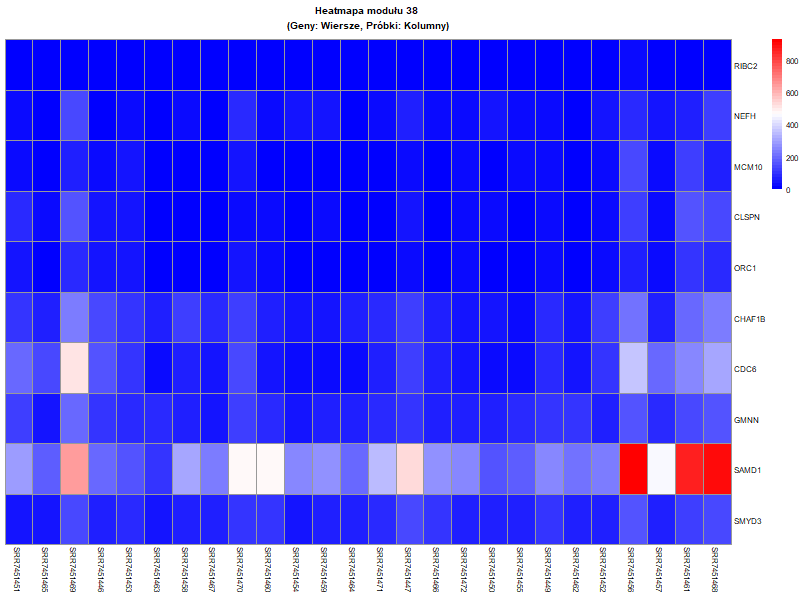 Heatmapa modułu 38
(Geny: Wiersze, Próbki: Kolumny)
RIBC2
NEFH
MCM10
CLSPN
ORC1
CHAF1B
CDC6
GMNN
SAMD1
SMYD3
800
600
400
200
0
SRR7451451
SRR7451465
SRR7451469
SRR7451446
SRR7451453
SRR7451463
SRR7451458
SRR7451467
SRR7451470
SRR7451460
SRR7451454
SRR7451459
SRR7451464
SRR7451471
SRR7451447
SRR7451466
SRR7451472
SRR7451450
SRR7451455
SRR7451449
SRR7451462
SRR7451452
SRR7451456
SRR7451457
SRR7451461
SRR7451468